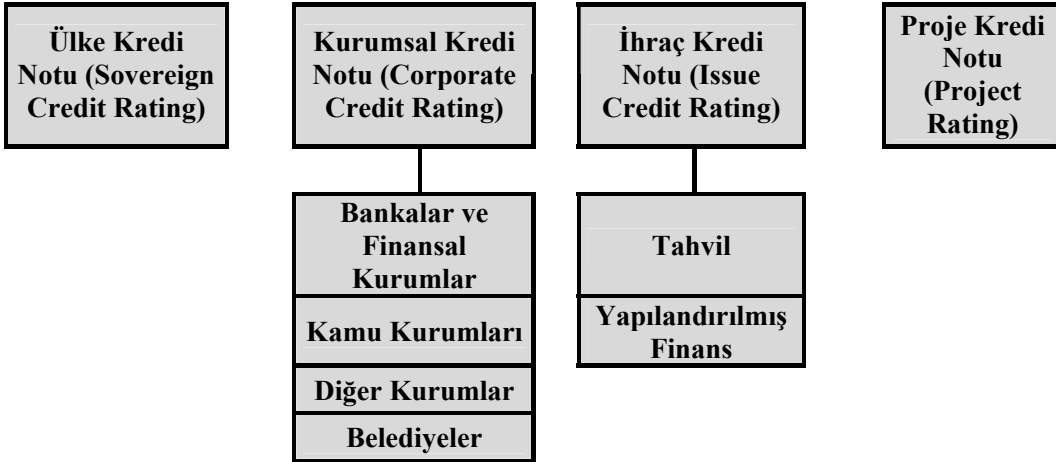 Ülke Kredi
Notu (Sovereign
Credit Rating)
Kurumsal Kredi
Notu (Corporate
Credit Rating)
İhraç Kredi
Notu (Issue
Credit Rating)
Proje Kredi
Notu
(Project
Rating)
Bankalar ve
Finansal
Kurumlar
Kamu Kurumları
Diğer Kurumlar
Belediyeler
Tahvil
Yapılandırılmış
Finans